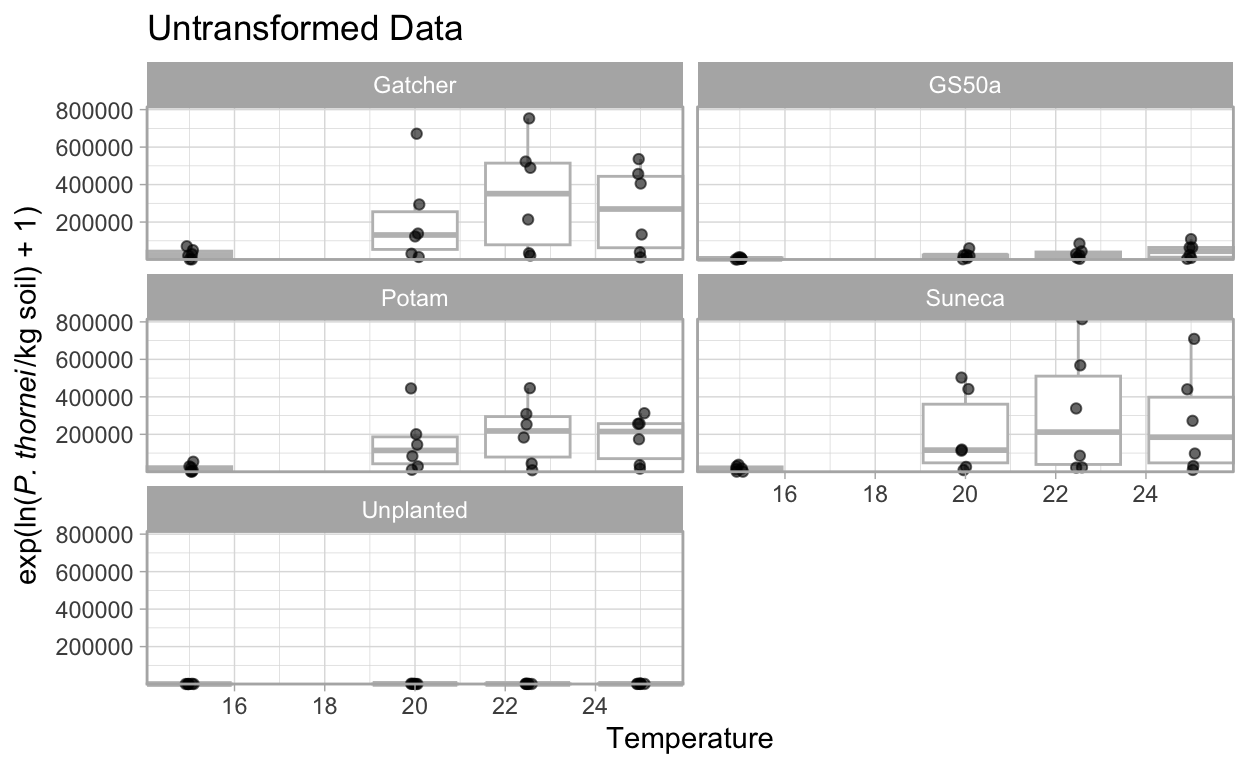 Untransformed Data
exp(ln(P. thornei/kg soil) + 1)
Gatcher
GS50a
800000
600000
400000
200000
Potam
Suneca
800000
600000
400000
200000
16 18 20 22 24
Unplanted
800000
600000
400000
200000
16 18 20 22 24
Temperature